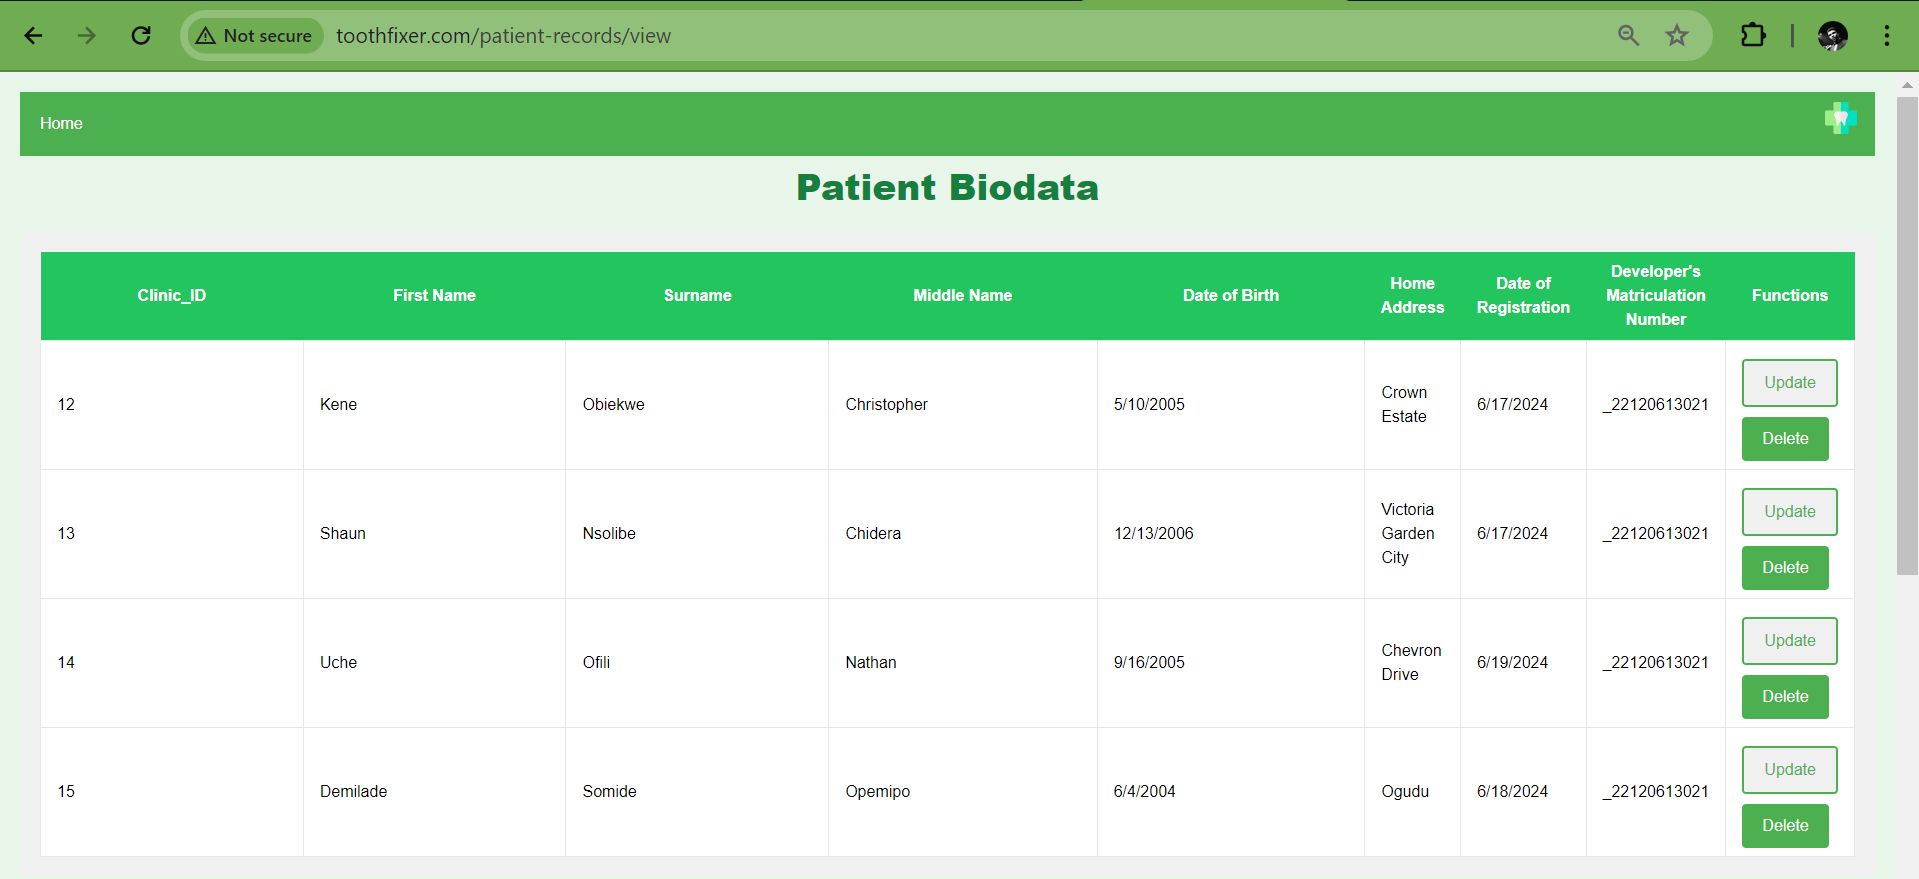 Not secure toothfixer.com/patient-records/view
Home
Patient Biodata
Clinic_ID First Name Surname Middle Name Date of Birth Home Address Date of Registration Developer's Matriculation Number Functions
12 Kene Obiekwe Christopher 5/10/2005 Crown Estate 6/17/2024 _22120613021 Update Delete
13 Shaun Nsolibe Chidera 12/13/2006 Victoria Garden City 6/17/2024 _22120613021 Update Delete
14 Uche Ofili Nathan 9/16/2005 Chevron Drive 6/19/2024 _22120613021 Update Delete
15 Demilade Somide Opemipo 6/4/2004 Ogudu 6/18/2024 _22120613021 Update Delete